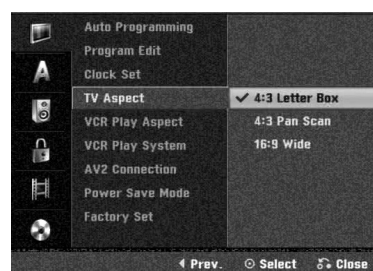 Auto Programming
Program Edit
Clock Set
TV Aspect
VCR Play Aspect
VCR Play System
AV2 Connection
Power Save Mode
Factory Set
4:3 Letter Box
4:3 Pan Scan
16:9 Wide
Prev. Select Close